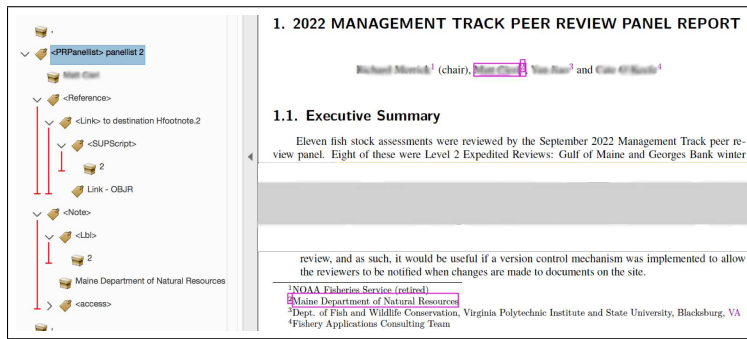 ,
<PRPanellist> panellist 2
<Reference>
<Link> to destination Hfootnote.2
<SUPScript>
2
Link - OBJR
<Note>
<Lbl>
2
Maine Department of Natural Resources
<access>
,
1. 2022 MANAGEMENT TRACK PEER REVIEW PANEL REPORT
1 (chair), 2, 3 and 4
1.1. Executive Summary
Eleven fish stock assessments were reviewed by the September 2022 Management Track peer re-
view panel. Eight of these were Level 2 Expedited Reviews: Gulf of Maine and Georges Bank winter
review, and as such, it would be useful if a version control mechanism was implemented to allow
the reviewers to be notified when changes are made to documents on the site.
1NOAA Fisheries Service (retired)
2Maine Department of Natural Resources
3Dept. of Fish and Wildlife Conservation, Virginia Polytechnic Institute and State University, Blacksburg, VA
4Fishery Applications Consulting Team